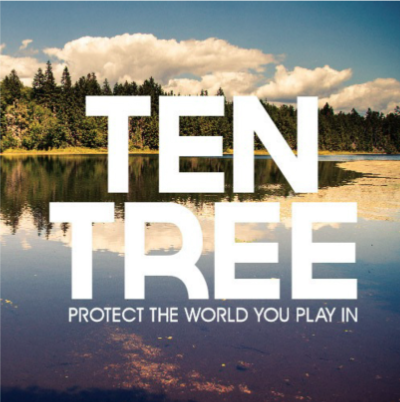 TEN
TREE
PROTECT THE WORLD YOU PLAY IN